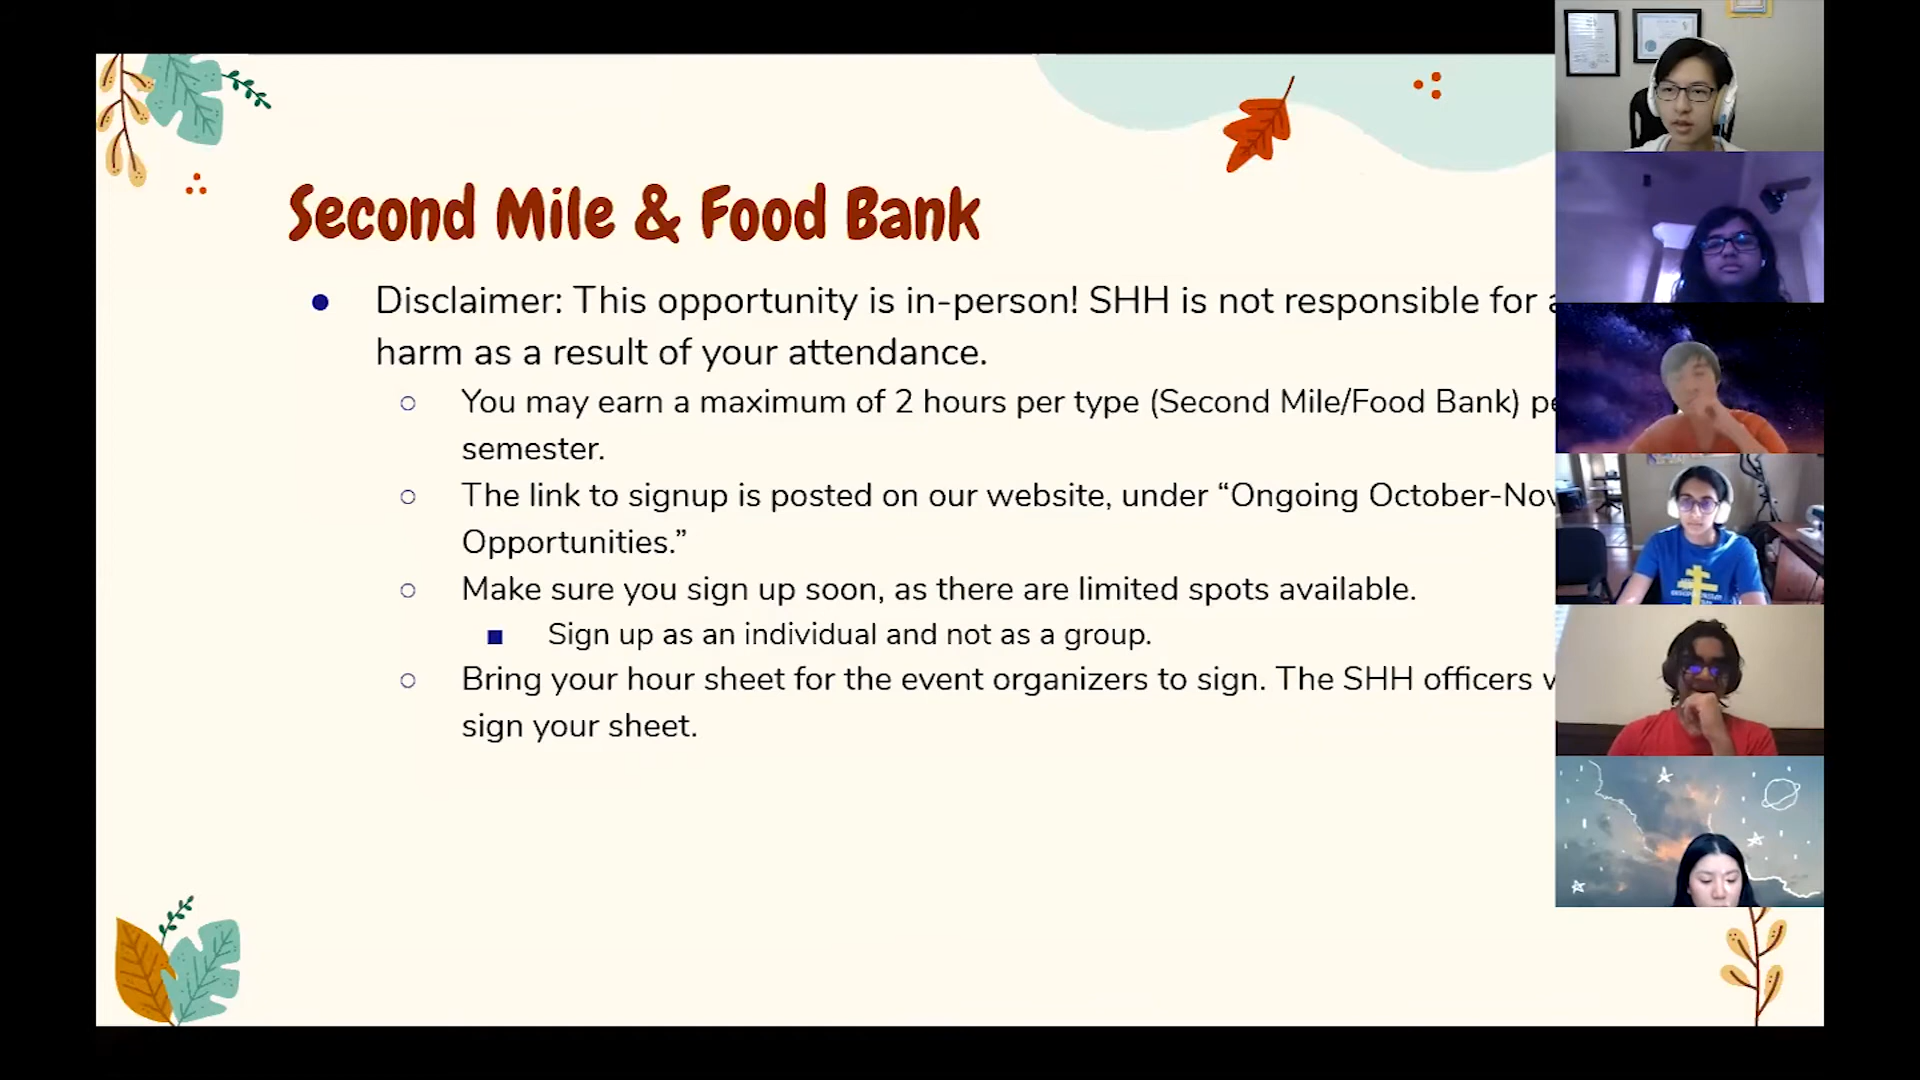 Second Mile & Food Bank
Disclaimer: This opportunity is in-person! SHH is not responsible for
harm as a result of your attendance.
You may earn a maximum of 2 hours per type (Second Mile/Food Bank)
semester.
The link to signup is posted on our website, under “Ongoing October-Nov
Opportunities.”
Make sure you sign up soon, as there are limited spots available.
Sign up as an individual and not as a group.
Bring your hour sheet for the event organizers to sign. The SHH officers
sign your sheet.